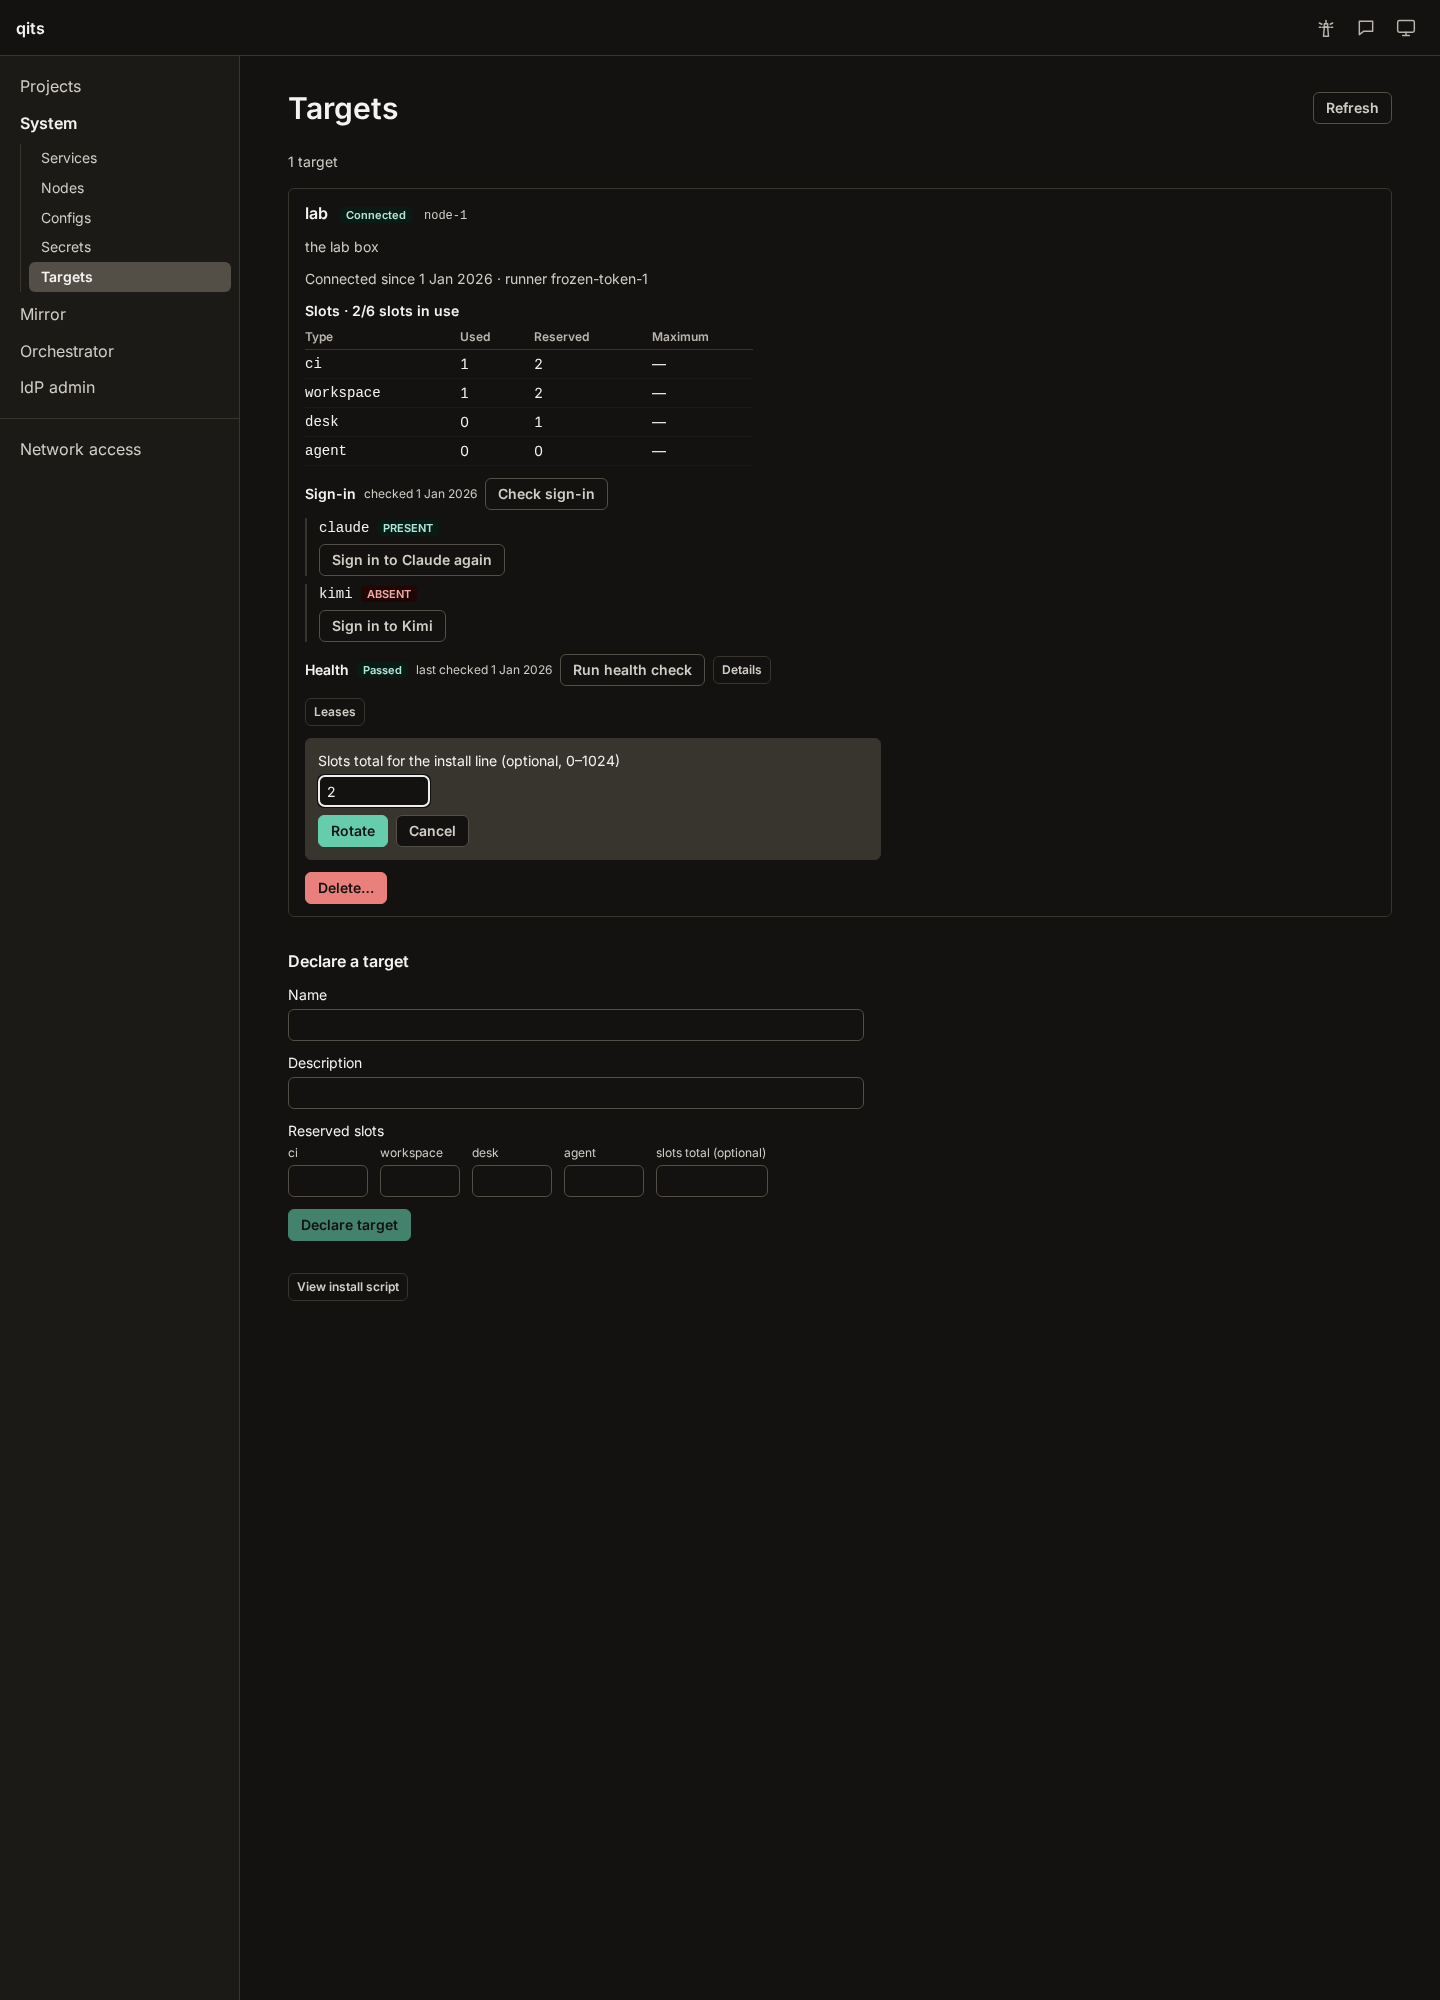 qits
Projects
System
Services
Nodes
Configs
Secrets
Targets
Mirror
Orchestrator
IdP admin
Network access
Targets
Refresh
1 target
lab Connected node-1
the lab box
Connected since 1 Jan 2026 · runner frozen-token-1
Slots · 2/6 slots in use
Type Used Reserved Maximum
ci 1 2 —
workspace 1 2 —
desk 0 1 —
agent 0 0 —
Sign-in checked 1 Jan 2026 Check sign-in
claude PRESENT
Sign in to Claude again
kimi ABSENT
Sign in to Kimi
Health Passed last checked 1 Jan 2026 Run health check Details
Leases
Slots total for the install line (optional, 0–1024)
2
Rotate Cancel
Delete…
Declare a target
Name
Description
Reserved slots
ci workspace desk agent slots total (optional)
Declare target
View install script